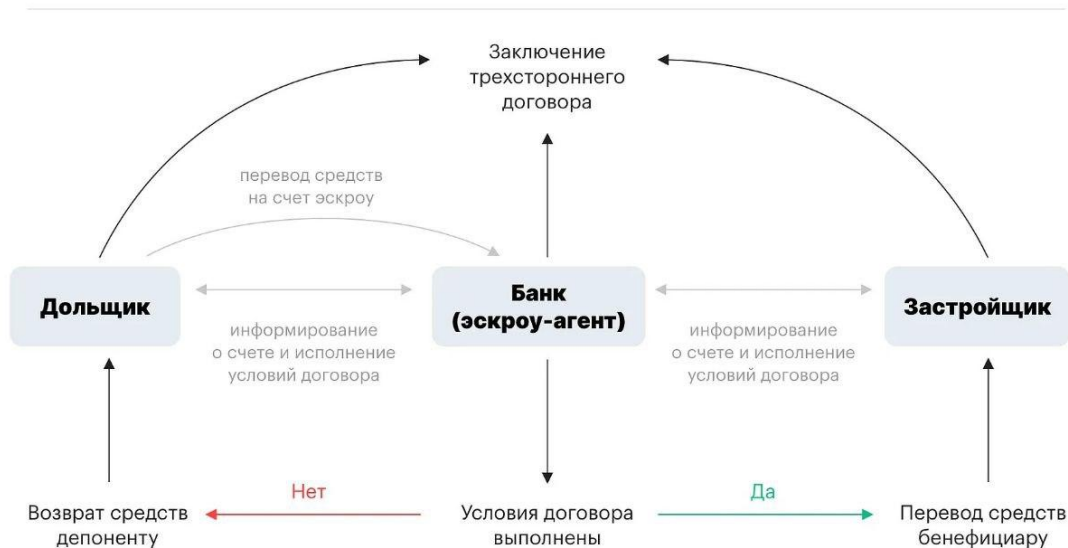 Заключение
трехстороннего
договора
перевод средств
на счет эскроу
Дольщик
Банк
(эскроу-агент)
Застройщик
информирование
о счете и исполнение
условий договора
информирование
о счете и исполнение
условий договора
Нет
Да
Возврат средств
депоненту
Условия договора
выполнены
Перевод средств
бенефициару